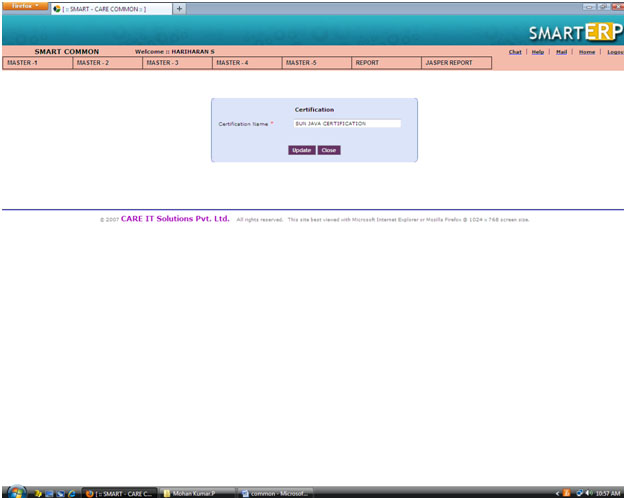 Firefox
[ :: SMART - CARE COMMON :: ]
+
SMARTERP
SMART COMMON Welcome :: HARIHARAN S Chat | Help | Mail | Home | Logou
MASTER -1 MASTER - 2 MASTER - 3 MASTER - 4 MASTER -5 REPORT JASPER REPORT
Certification
Certification Name * SUN JAVA CERTIFICATION
Update Close
© 2007 CARE IT Solutions Pvt. Ltd. All rights reserved. This site best viewed with Microsoft Internet Explorer or Mozilla Firefox @ 1024 x 768 screen size.
[ :: SMART - CARE C... Mohan Kumar.P common - Microsof... 10:57 AM